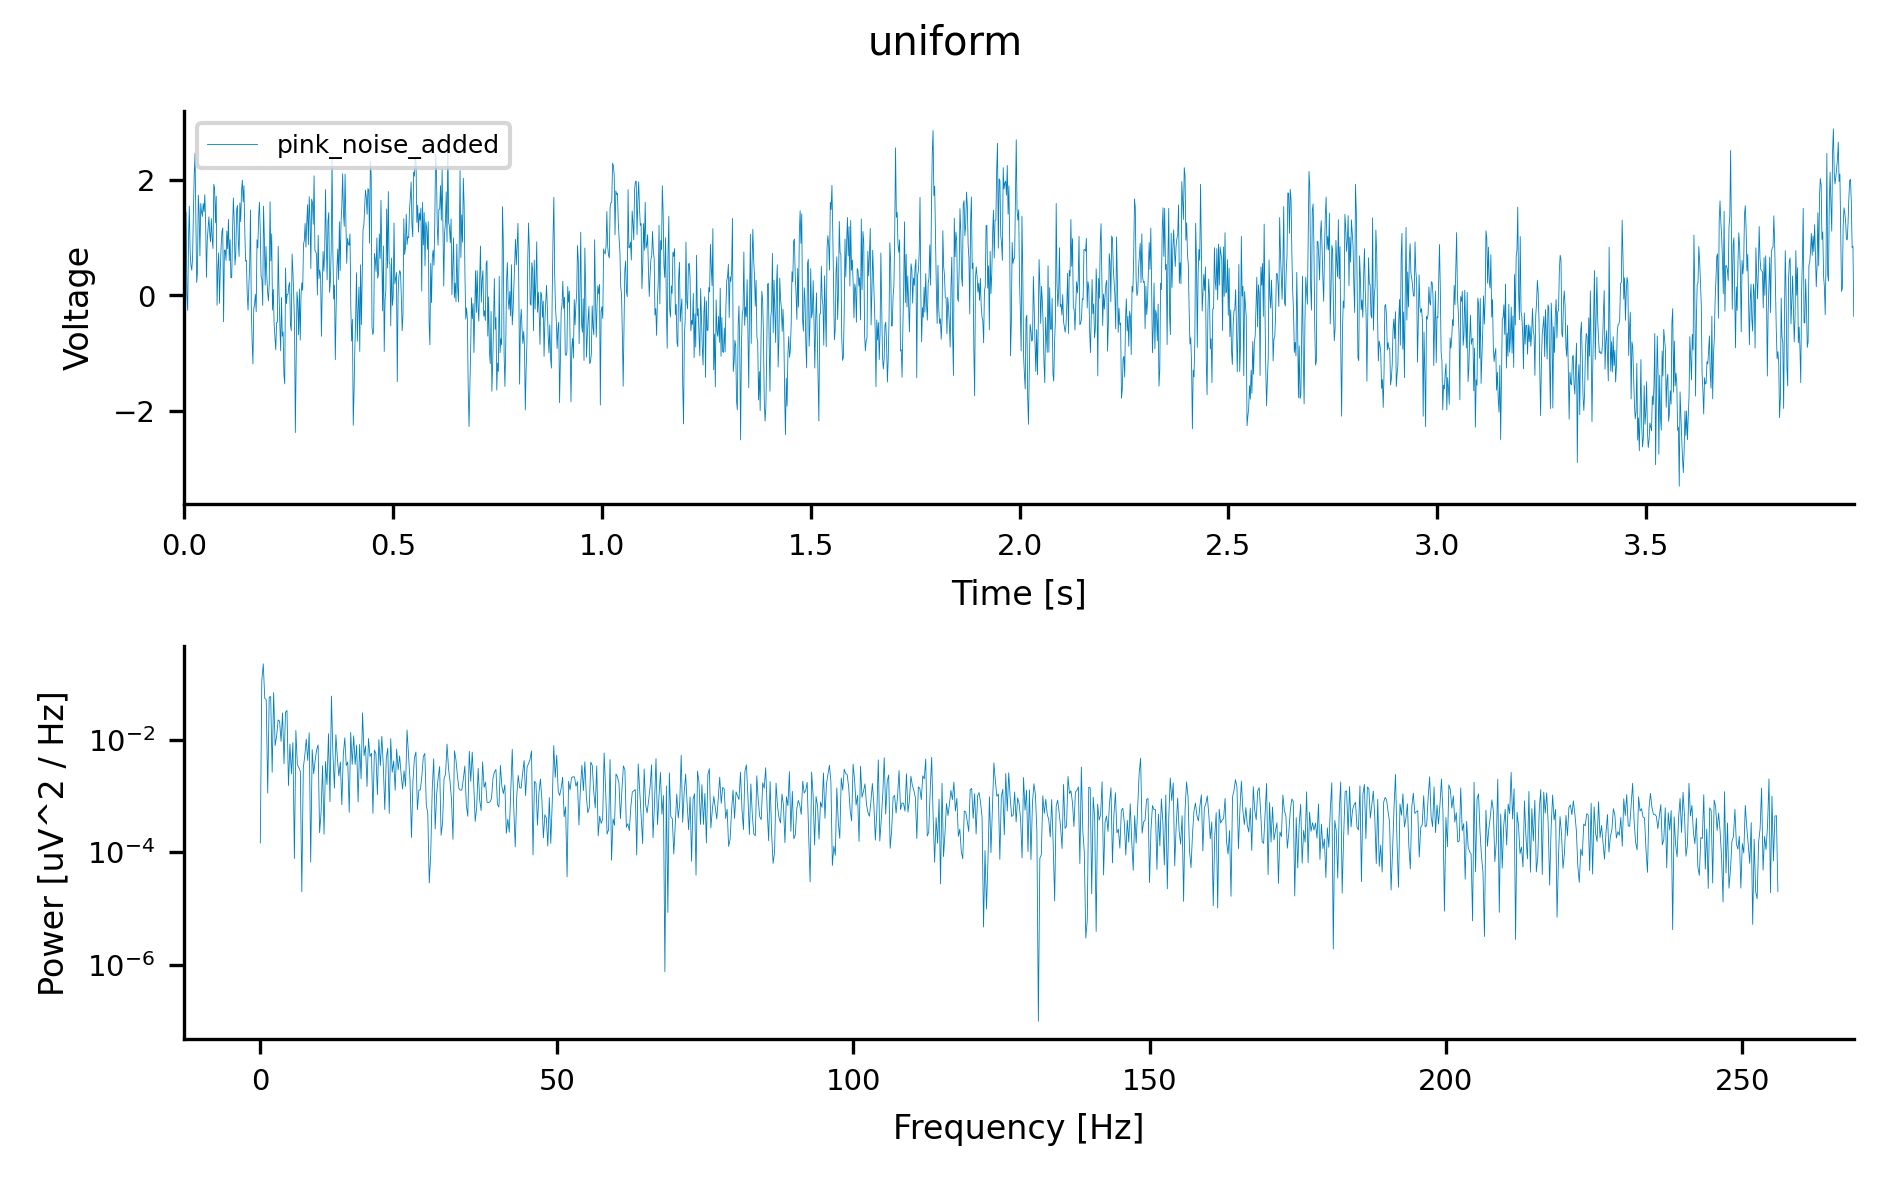 uniform
pink_noise_added
Voltage
2
0
−2
0.0 0.5 1.0 1.5 2.0 2.5 3.0 3.5
Time [s]
Power [uV^2 / Hz]
10⁻²
10⁻⁴
10⁻⁶
0 50 100 150 200 250
Frequency [Hz]